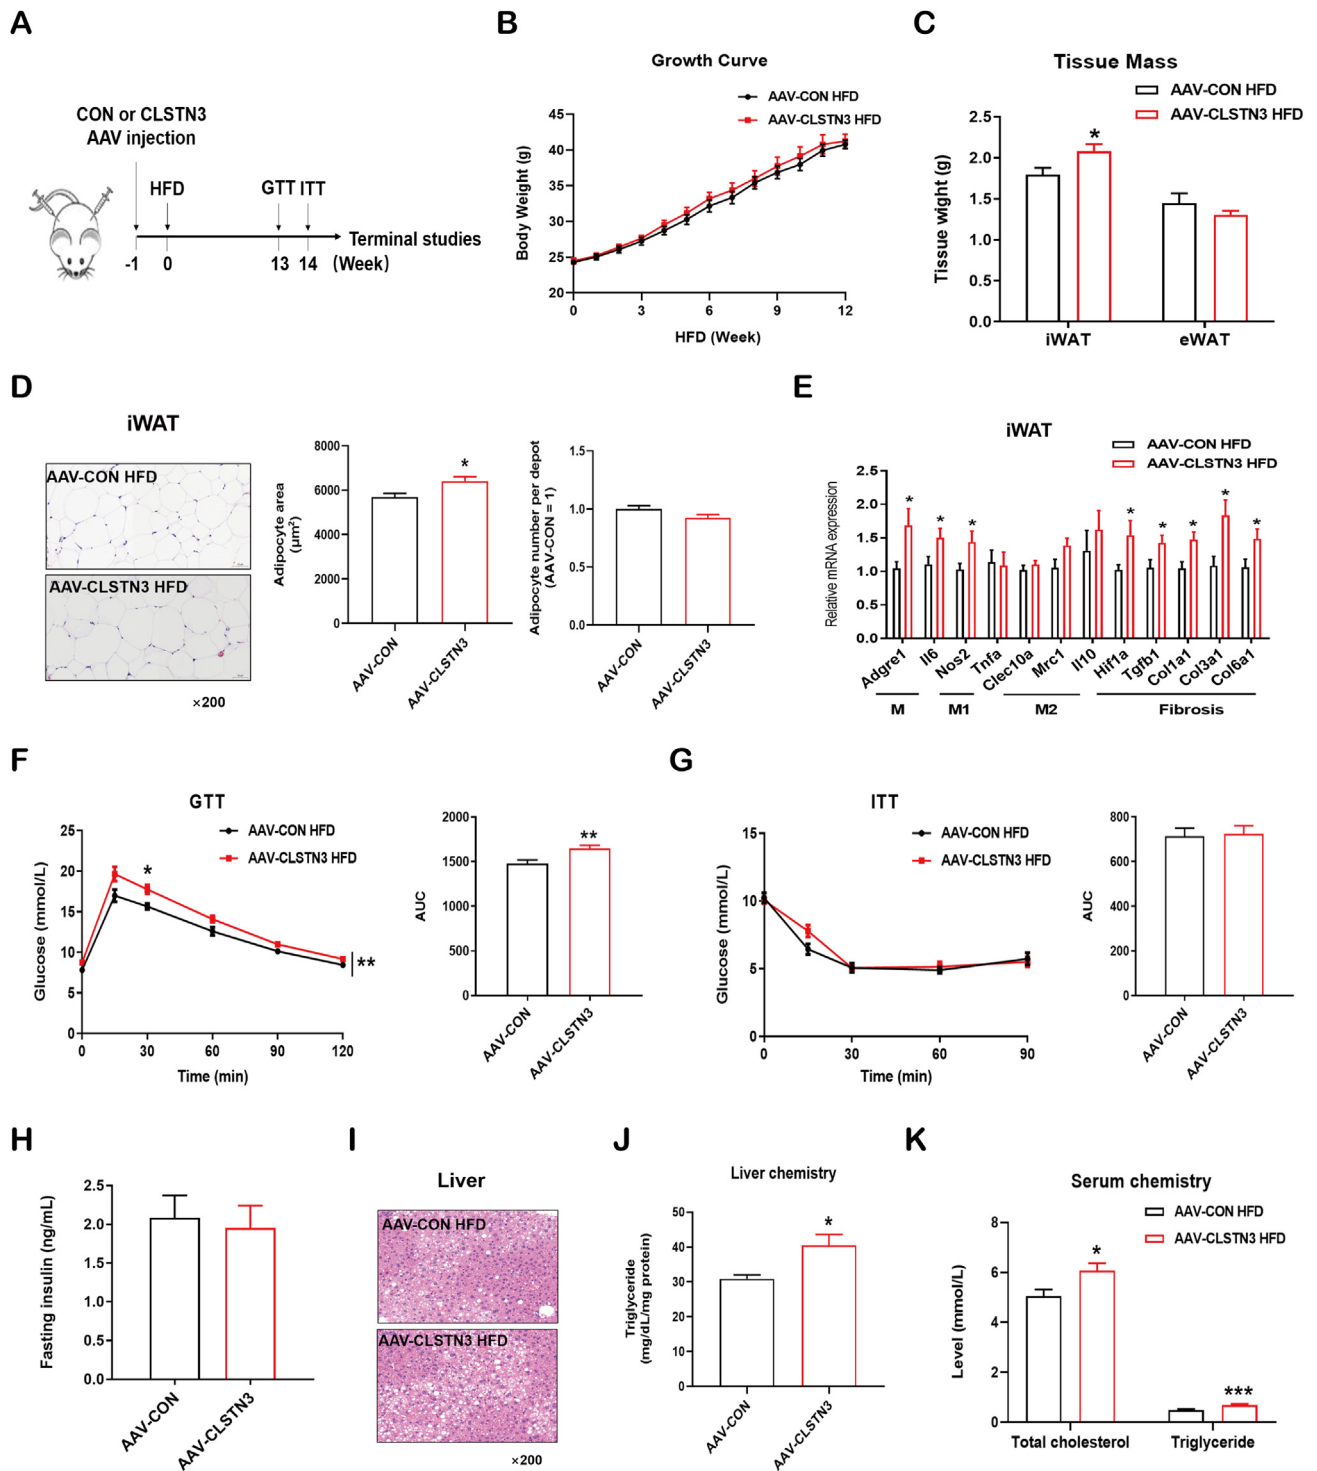 A
CON or CLSTN3
AAV injection
HFD
GTT ITT
Terminal studies
-1 0 13 14 (Week)
B
Growth Curve
AAV-CON HFD
AAV-CLSTN3 HFD
Body Weight (g)
45
40
35
30
25
20
0 3 6 9 12
HFD (Week)
C
Tissue Mass
AAV-CON HFD
AAV-CLSTN3 HFD
Tissue wight (g)
2.5
2.0
1.5
1.0
0.5
0.0
*
iWAT eWAT
D
iWAT
AAV-CON HFD
AAV-CLSTN3 HFD
×200
Adipocyte area
(μm²)
8000
6000
4000
2000
0
*
AAV-CON
AAV-CLSTN3
Adipocyte number per depot
(AAV-CON = 1)
1.5
1.0
0.5
0.0
AAV-CON
AAV-CLSTN3
E
iWAT
AAV-CON HFD
AAV-CLSTN3 HFD
Relative mRNA expression
2.5
2.0
1.5
1.0
0.5
0.0
* * * * * * * *
Adgre1 Il6 Nos2 Tnfa Clec10a Mrc1 Il10 Hif1a Tgfb1 Col1a1 Col3a1 Col6a1
M M1 M2 Fibrosis
F
GTT
AAV-CON HFD
AAV-CLSTN3 HFD
Glucose (mmol/L)
25
20
15
10
5
0
*
**
0 30 60 90 120
Time (min)
AUC
2000
1500
1000
500
0
**
AAV-CON
AAV-CLSTN3
G
ITT
AAV-CON HFD
AAV-CLSTN3 HFD
Glucose (mmol/L)
15
10
5
0
0 30 60 90
Time (min)
AUC
800
600
400
200
0
AAV-CON
AAV-CLSTN3
H
Fasting insulin (ng/mL)
2.5
2.0
1.5
1.0
0.5
0.0
AAV-CON
AAV-CLSTN3
I
Liver
AAV-CON HFD
AAV-CLSTN3 HFD
×200
J
Liver chemistry
Triglyceride
(mg/dL/mg protein)
50
40
30
20
10
0
*
AAV-CON
AAV-CLSTN3
K
Serum chemistry
AAV-CON HFD
AAV-CLSTN3 HFD
Level (mmol/L)
8
6
4
2
0
*
***
Total cholesterol Triglyceride